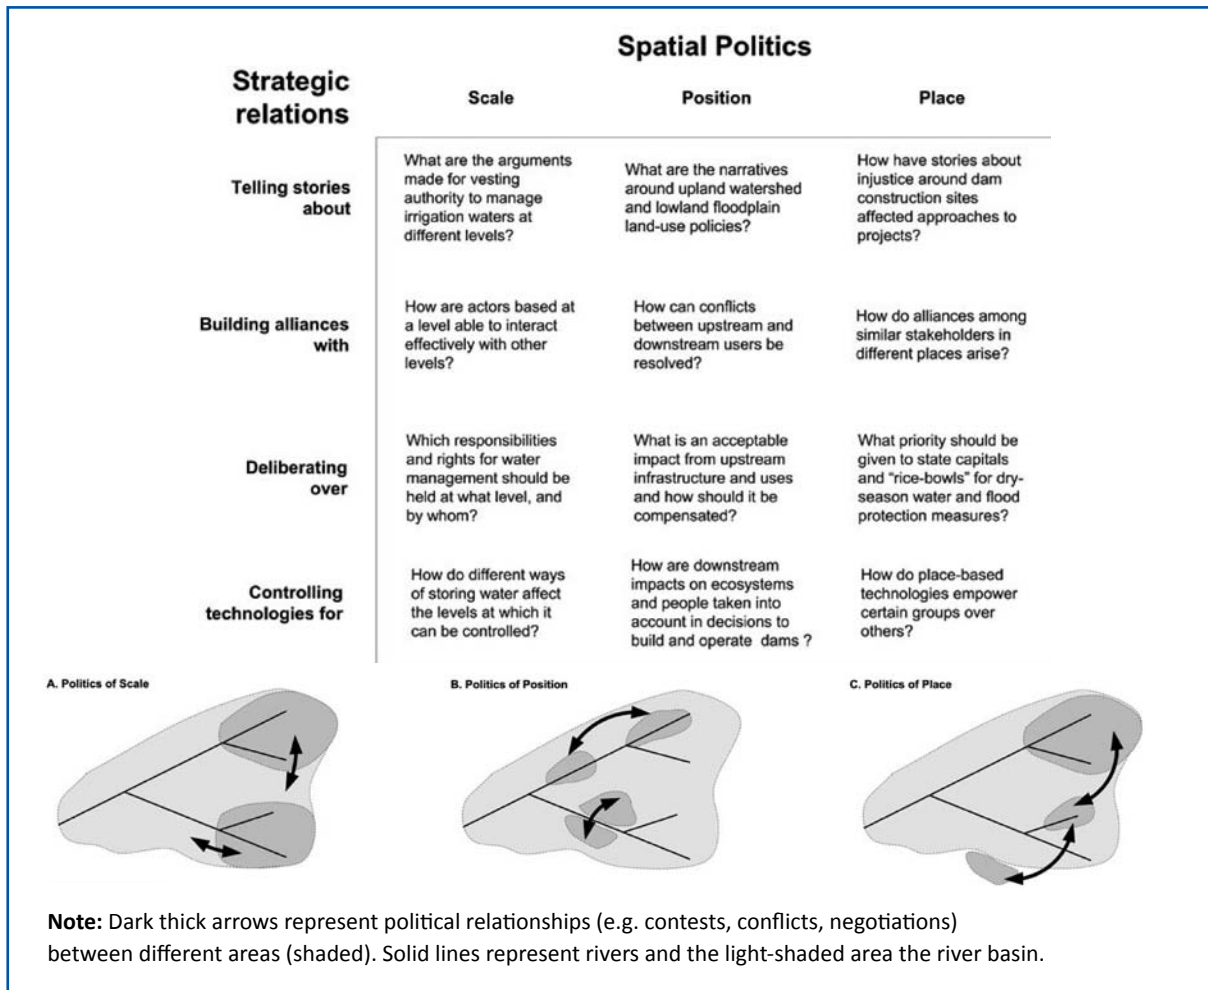 Spatial Politics
Strategic
relations
Scale
Position
Place
Telling stories
about
What are the arguments
made for vesting
authority to manage
irrigation waters at
different levels?
What are the narratives
around upland watershed
and lowland floodplain
land-use policies?
How have stories about
injustice around dam
construction sites
affected approaches to
projects?
Building alliances
with
How are actors based at
a level able to interact
effectively with other
levels?
How can conflicts
between upstream and
downstream users be
resolved?
How do alliances among
similar stakeholders in
different places arise?
Deliberating
over
Which responsibilities
and rights for water
management should be
held at what level, and
by whom?
What is an acceptable
impact from upstream
infrastructure and uses
and how should it be
compensated?
What priority should be
given to state capitals
and “rice-bowls” for dry-
season water and flood
protection measures?
Controlling
technologies for
How do different ways
of storing water affect
the levels at which it
can be controlled?
How are downstream
impacts on ecosystems
and people taken into
account in decisions to
build and operate dams ?
How do place-based
technologies empower
certain groups over
others?
A. Politics of Scale
B. Politics of Position
C. Politics of Place
Note: Dark thick arrows represent political relationships (e.g. contests, conflicts, negotiations)
between different areas (shaded). Solid lines represent rivers and the light-shaded area the river basin.